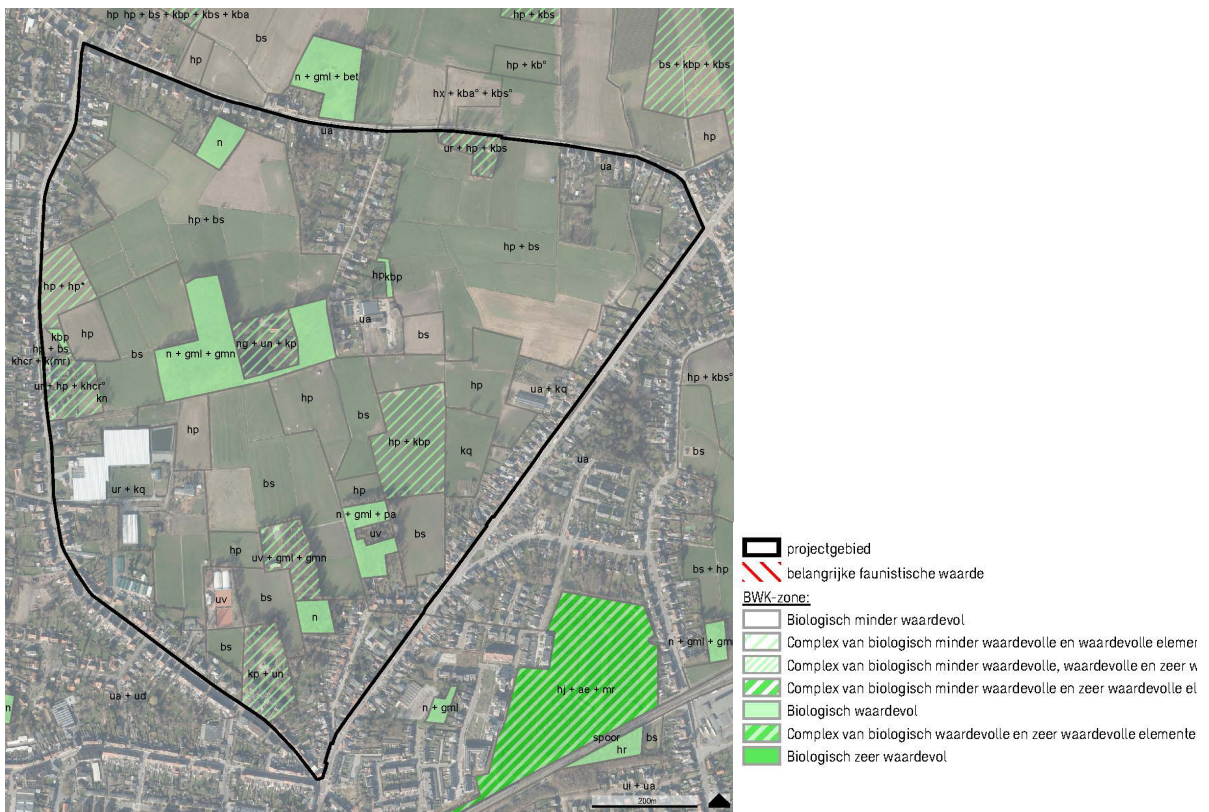 hp hp + bs + kbp + kbs + kba
hp + kbs
bs
hp
hp + kb°
bs + kbp + kbs
n + gml + bet
hx + kba° + kbs°
hp
ua
n
ur + hp + kbs
ua
hp + bs
hp + bs
hp + hp*
hp kbp
ua
bs
kbp
hp
hp + bs
bs
n + gml + gmn
ng + un + kp
khcr + k(mr)
hp
ua + kq
hp + kbs°
ur + hp + khcr°
kn
hp
bs
hp
hp + kbp
kq
ua
bs
bs
hp
ur + kq
n + gml + pa
uv
bs
hp
uv + gml + gmn
bs + hp
uv
bs
n
bs
n + gml + gm
kp + un
ua + ud
hj + ae + mr
n
n + gml
spoor
bs
hr
ui + ua
200m
projectgebied
belangrijke faunistische waarde
BWK-zone:
Biologisch minder waardevol
Complex van biologisch minder waardevolle en waardevolle elemer
Complex van biologisch minder waardevolle, waardevolle en zeer w
Complex van biologisch minder waardevolle en zeer waardevolle el
Biologisch waardevol
Complex van biologisch waardevolle en zeer waardevolle elemente
Biologisch zeer waardevol